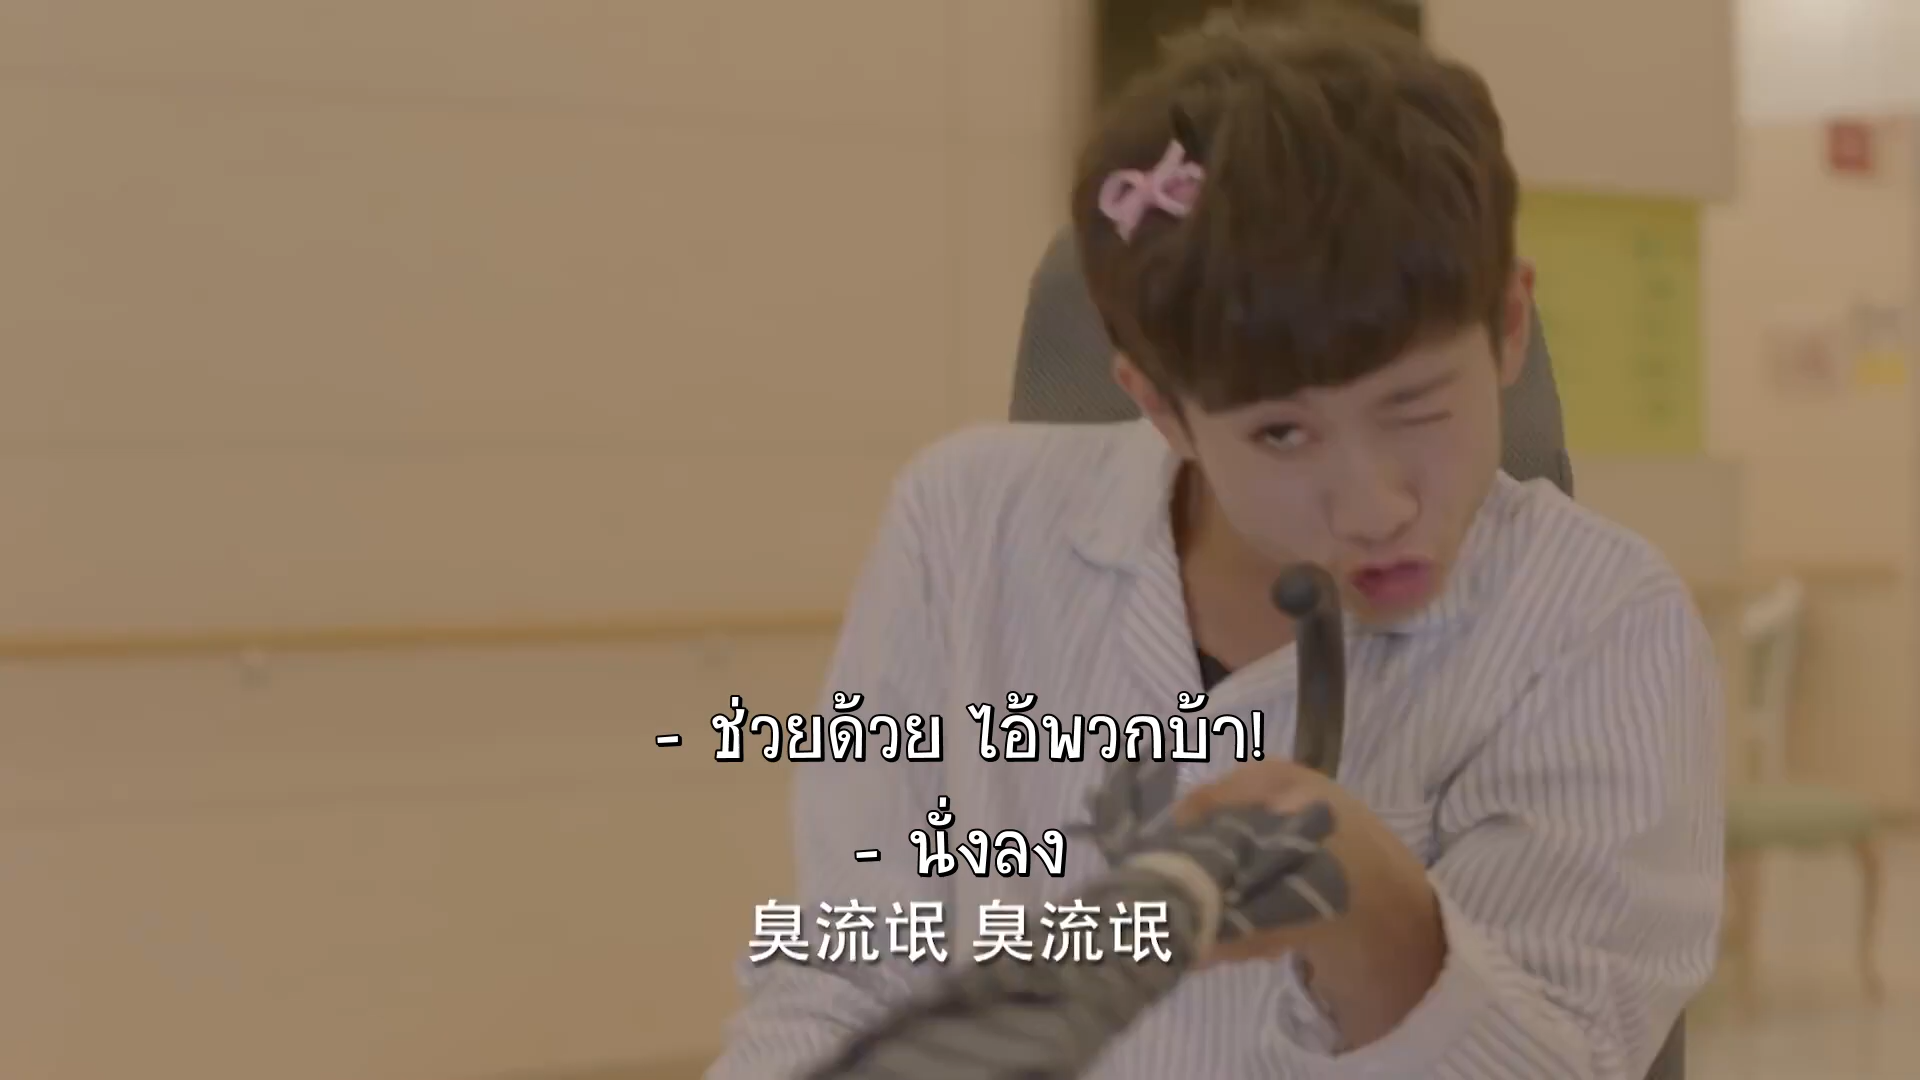 - ช่วยด้วย ไอ้พวกบ้า!
- นั่งลง
臭流氓 臭流氓